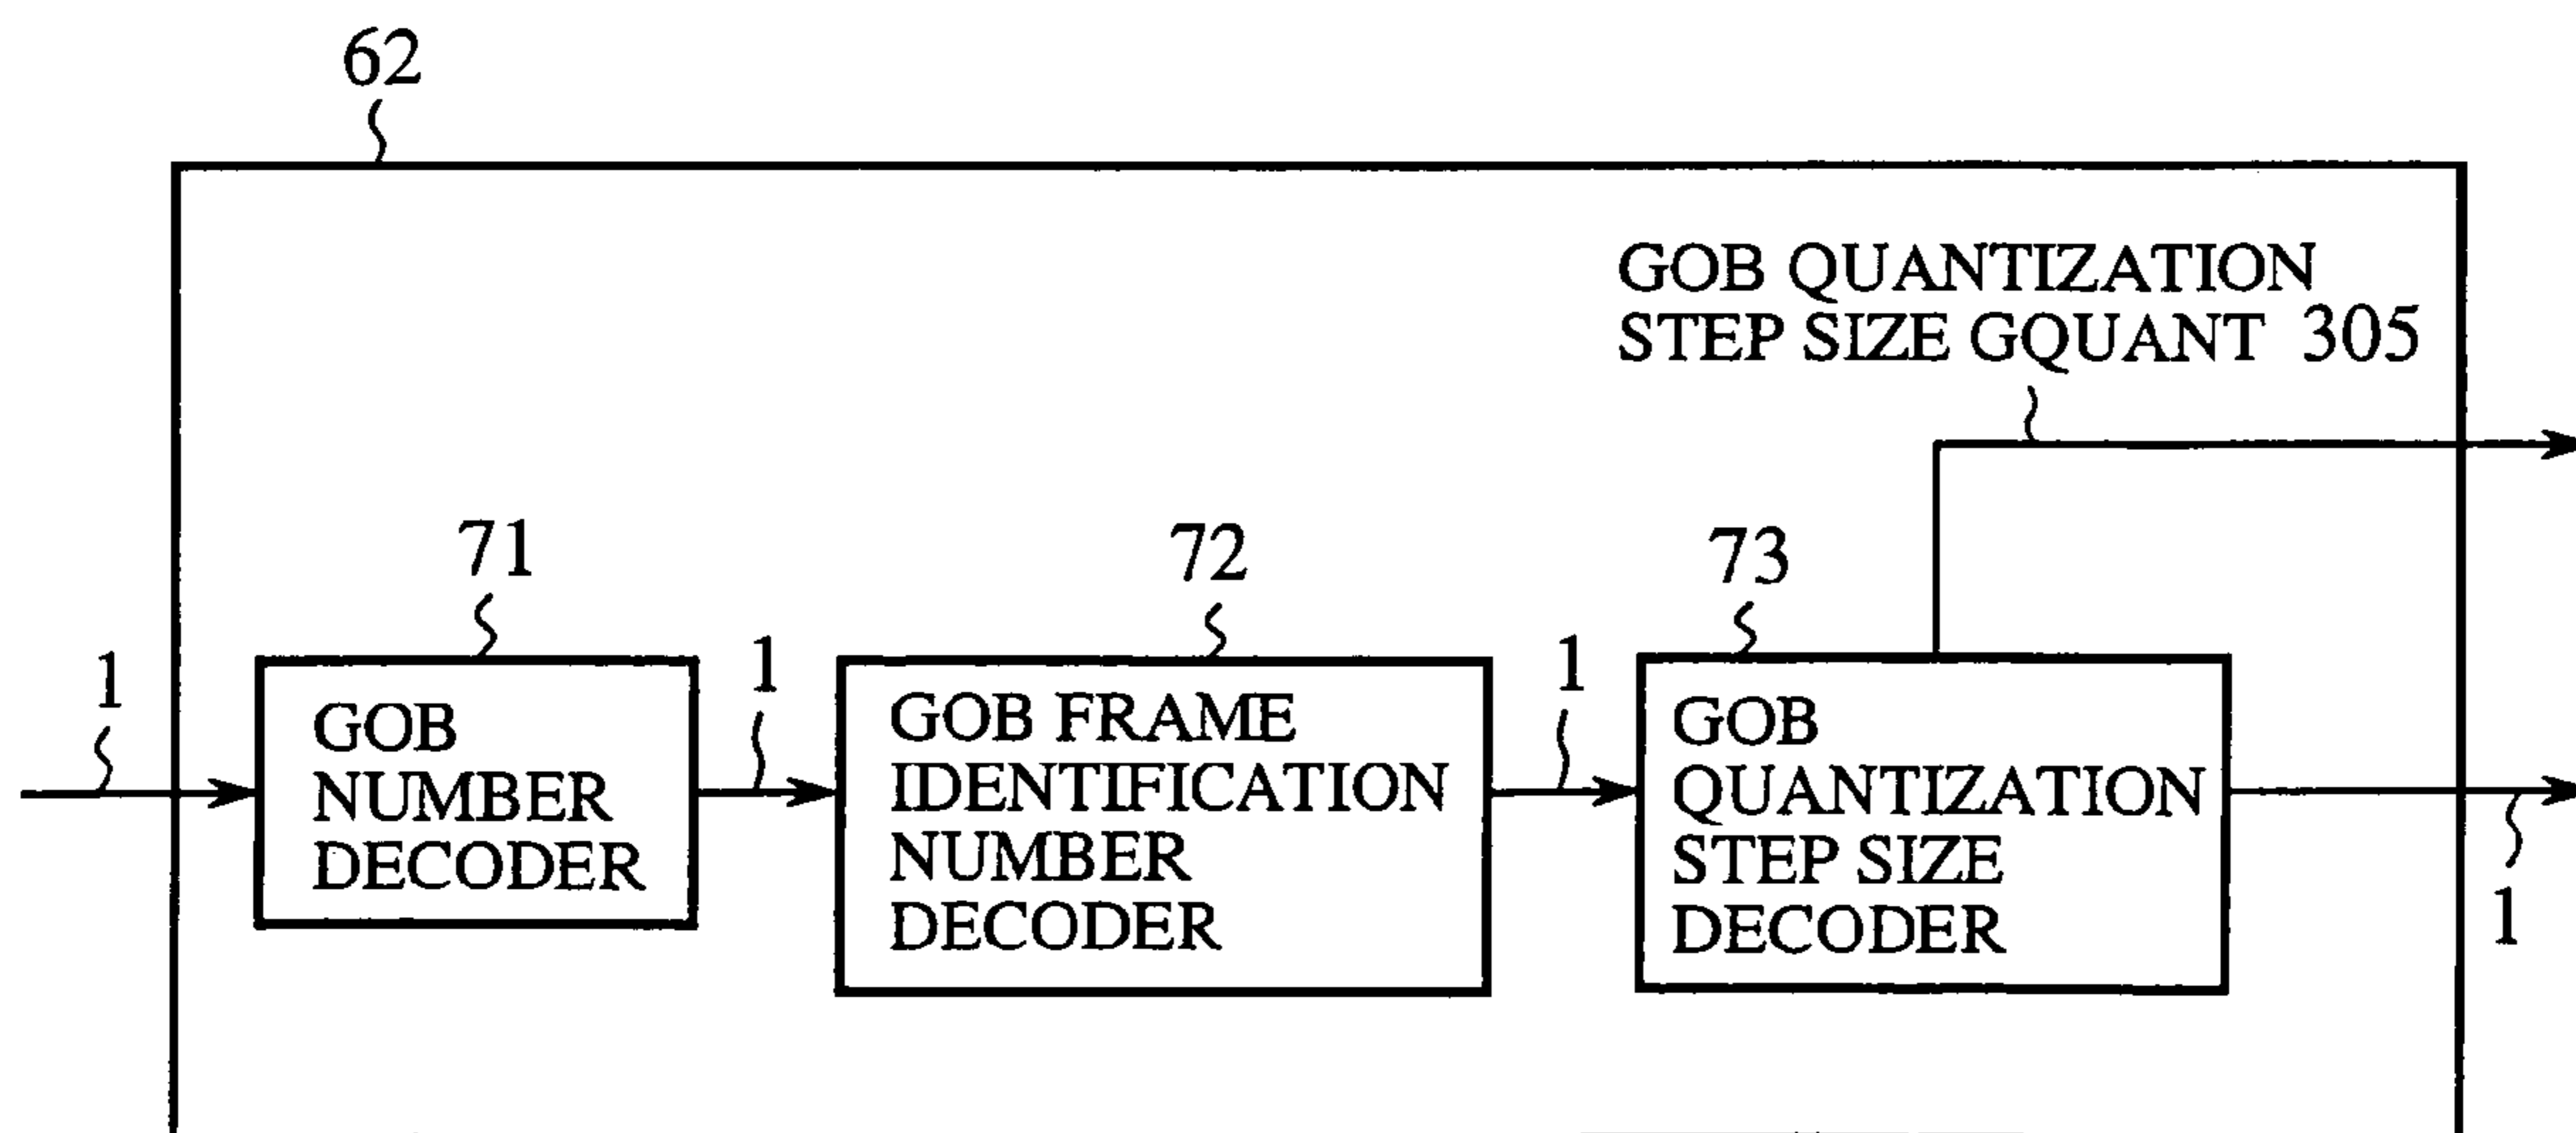 62
GOB QUANTIZATION
STEP SIZE GQUANT 305
71
72
73
1
1
1
GOB
NUMBER
DECODER
GOB FRAME
IDENTIFICATION
NUMBER
DECODER
GOB
QUANTIZATION
STEP SIZE
DECODER
1